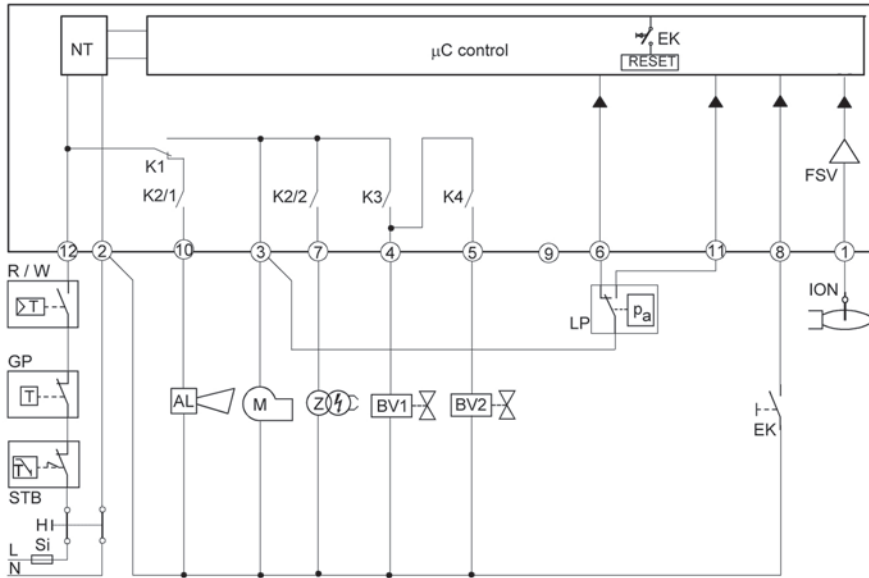 NT
µC control
EK
RESET
FSV
K1
K2/1
K2/2
K3
K4
12
2
10
3
7
4
5
9
6
11
8
1
R / W
T
GP
T
STB
T
H
Si
L
N
AL
M
Z
BV1
BV2
LP
pa
EK
ION